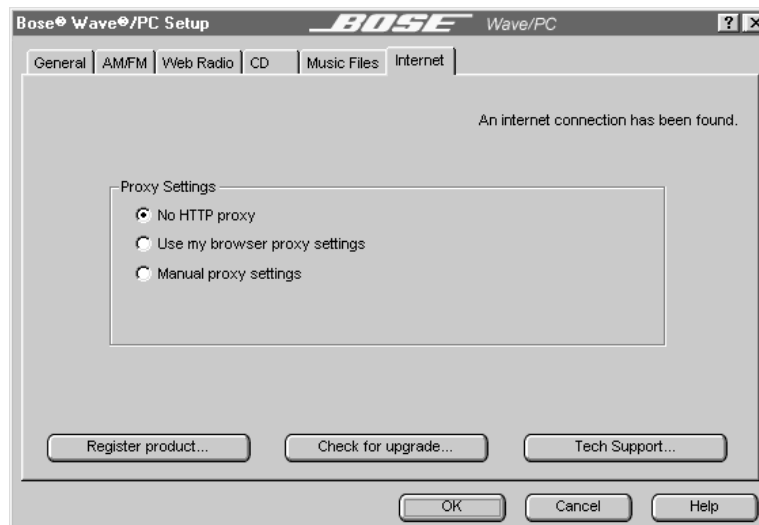 Bose® Wave®/PC Setup BOSE Wave/PC ? X
General AM/FM Web Radio CD Music Files Internet
An internet connection has been found.
Proxy Settings
No HTTP proxy
Use my browser proxy settings
Manual proxy settings
Register product... Check for upgrade... Tech Support...
OK Cancel Help